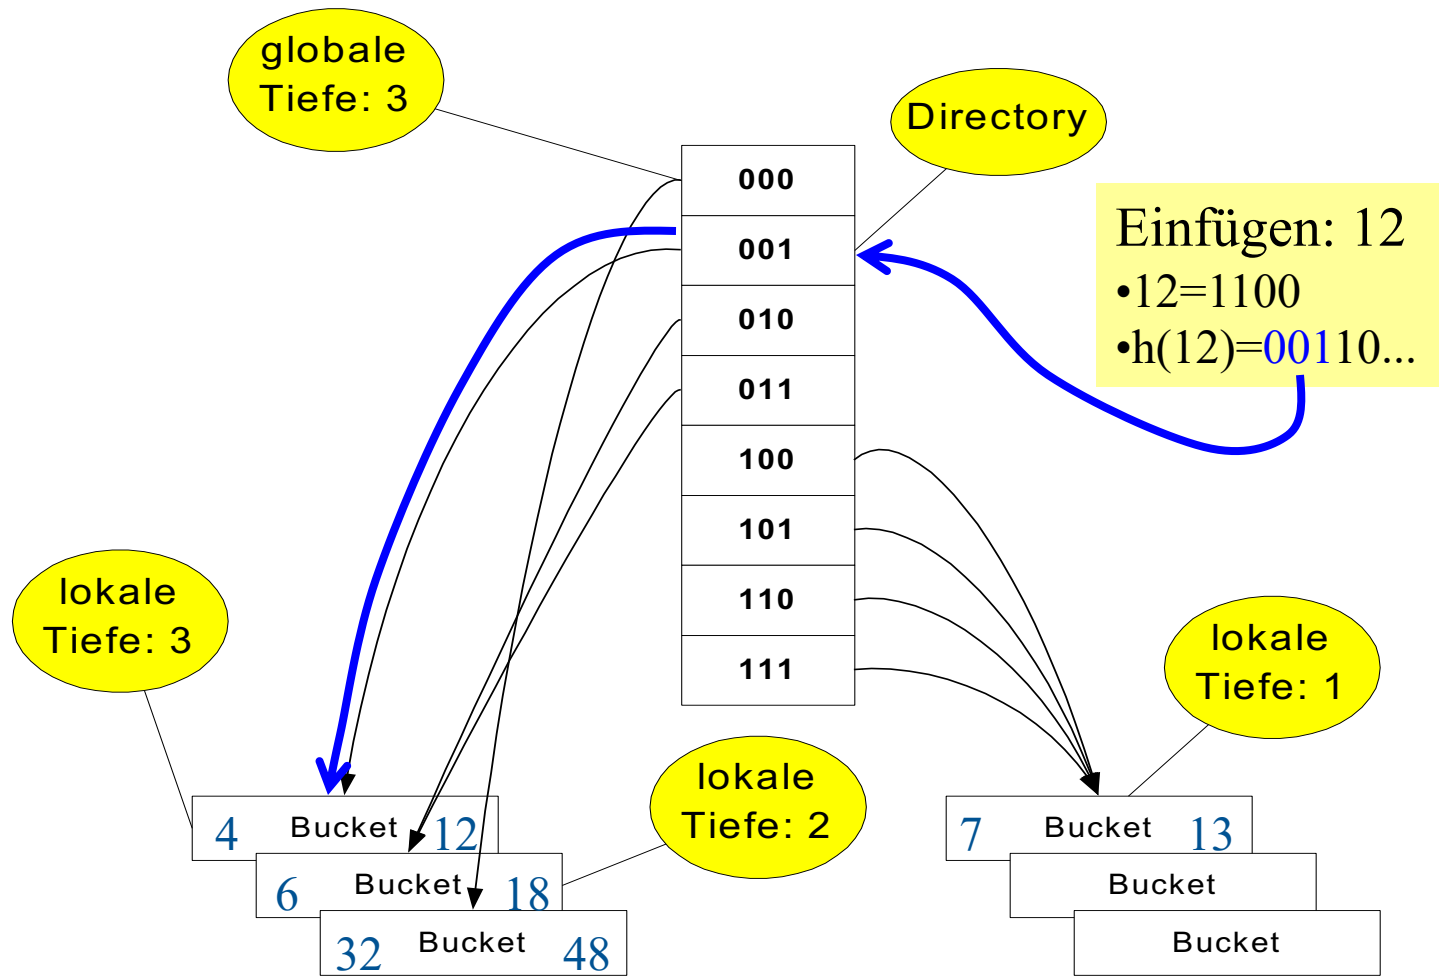 globale
Tiefe: 3
Directory
000
001
010
011
100
101
110
111
Einfügen: 12
•12=1100
•h(12)=00110...
lokale
Tiefe: 3
lokale
Tiefe: 1
lokale
Tiefe: 2
4 Bucket 12
6 Bucket 18
32 Bucket 48
7 Bucket 13
Bucket
Bucket